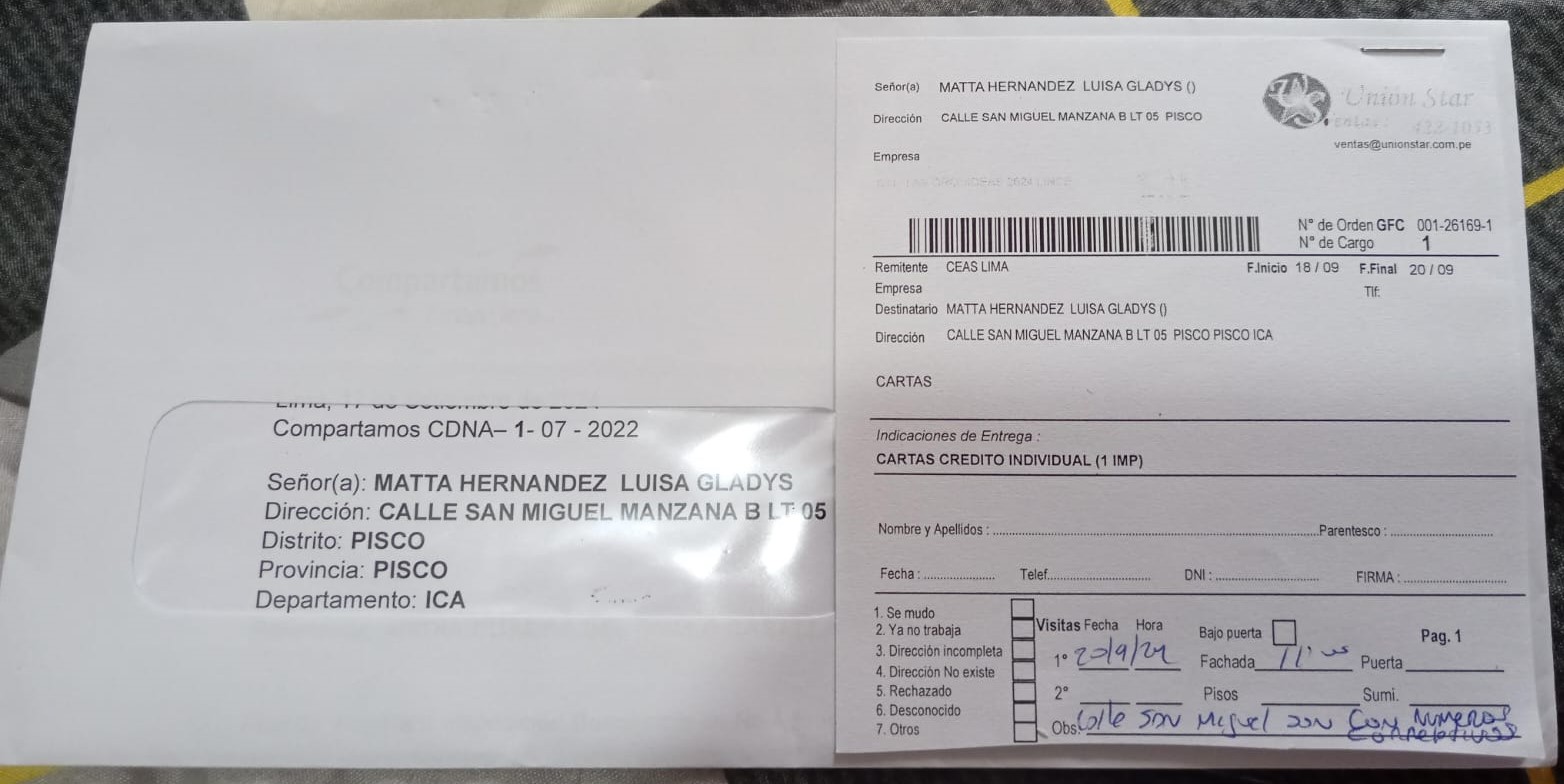 Compartamos
Compartamos CDNA– 1- 07 - 2022
Señor(a): MATTA HERNANDEZ LUISA GLADYS
Dirección: CALLE SAN MIGUEL MANZANA B LT 05
Distrito: PISCO
Provincia: PISCO
Departamento: ICA
Señor(a) MATTA HERNANDEZ LUISA GLADYS ()
Dirección CALLE SAN MIGUEL MANZANA B LT 05 PISCO
Empresa
Unión Star
Ventas: 422-1033
ventas@unionstar.com.pe
N° de Orden GFC 001-26169-1
N° de Cargo 1
Remitente CEAS LIMA F.Inicio 18 / 09 F.Final 20 / 09
Empresa Tlf:
Destinatario MATTA HERNANDEZ LUISA GLADYS ()
Dirección CALLE SAN MIGUEL MANZANA B LT 05 PISCO PISCO ICA
CARTAS
Indicaciones de Entrega :
CARTAS CREDITO INDIVIDUAL (1 IMP)
Nombre y Apellidos : Parentesco :
Fecha : Telef. DNI : FIRMA :
1. Se mudo
2. Ya no trabaja
3. Dirección incompleta
4. Dirección No existe
5. Rechazado
6. Desconocido
7. Otros
Visitas Fecha Hora Bajo puerta Pag. 1
1° 20/9/24 Fachada Puerta
2° Pisos Sumi.
Obs: Calle San Miguel son con numeros
correlativos